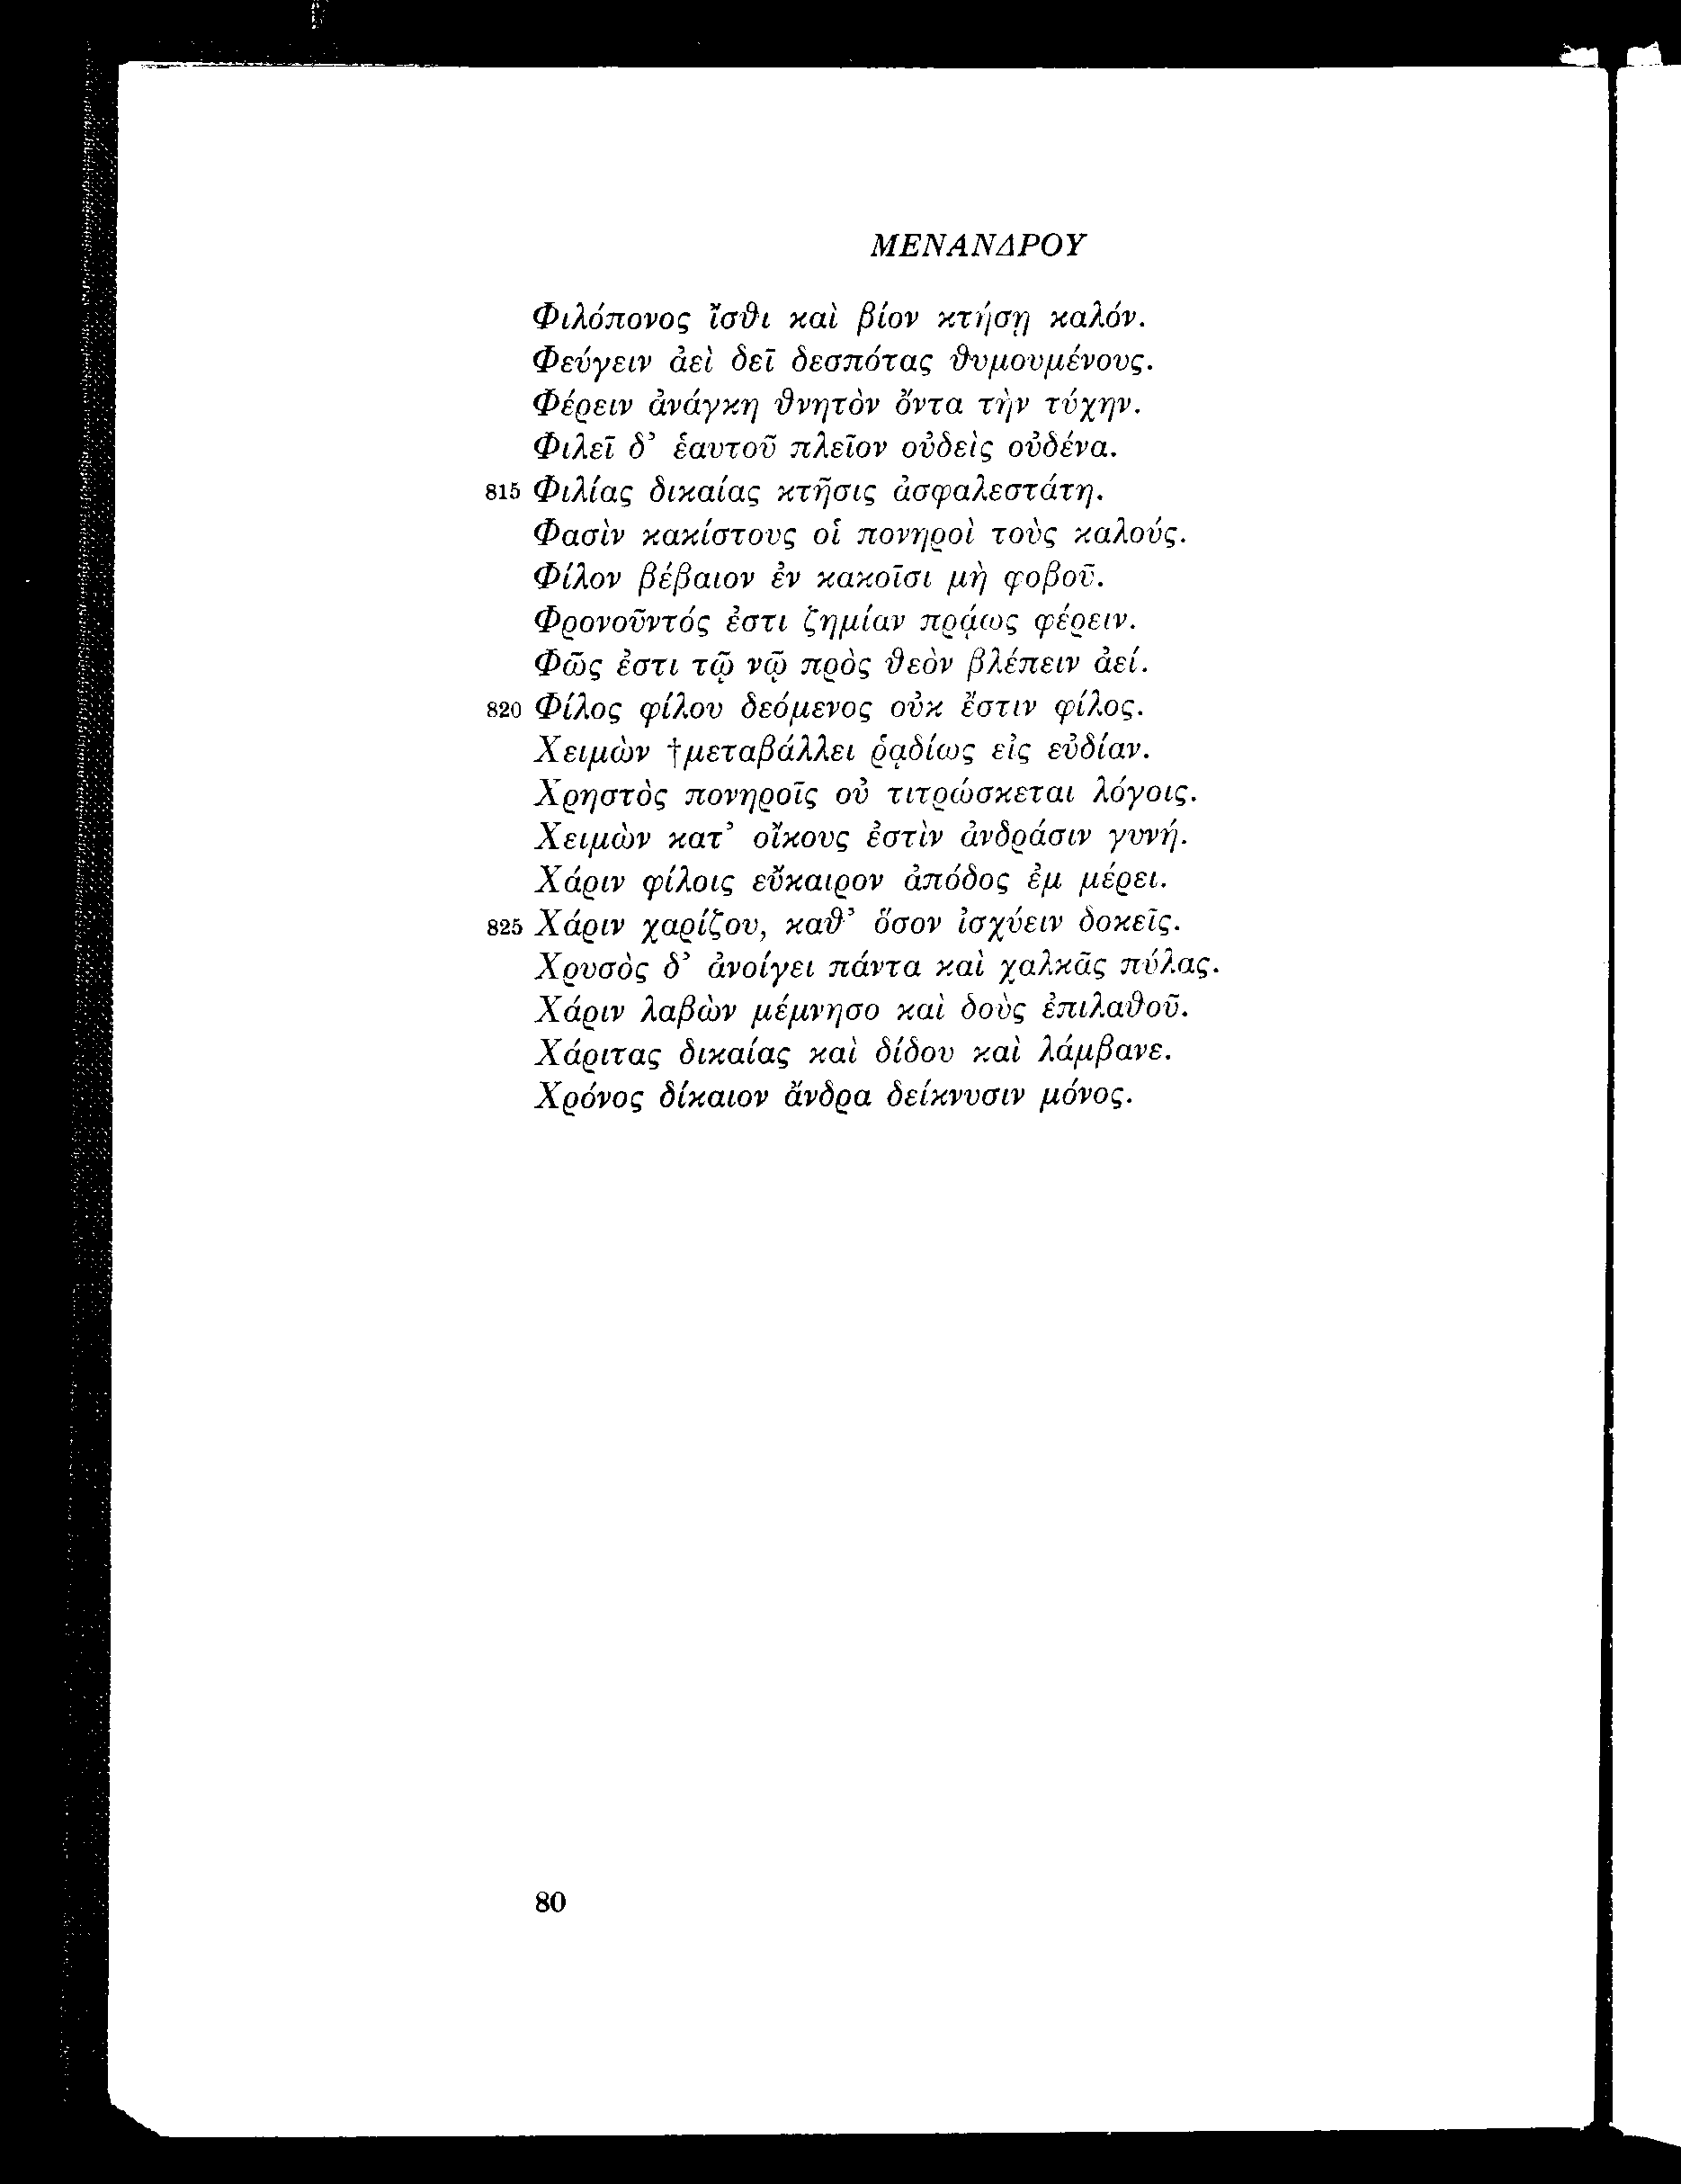 ΜΕΝΑΝΔΡΟΥ
Φιλόπονος ἴσθι καὶ βίον κτήσῃ καλόν.
Φεύγειν ἀεὶ δεῖ δεσπότας θυμουμένους.
Φέρειν ἀνάγκη θνητὸν ὄντα τὴν τύχην.
Φιλεῖ δ’ ἑαυτοῦ πλεῖον οὐδεὶς οὐδένα.
815 Φιλίας δικαίας κτῆσις ἀσφαλεστάτη.
Φασὶν κακίστους οἱ πονηροὶ τοὺς καλούς.
Φίλον βέβαιον ἐν κακοῖσι μὴ φοβοῦ.
Φρονοῦντός ἐστι ζημίαν πρᾴως φέρειν.
Φῶς ἐστι τῷ νῷ πρὸς θεὸν βλέπειν ἀεί.
820 Φίλος φίλου δεόμενος οὐκ ἔστιν φίλος.
Χειμὼν †μεταβάλλει ῥᾳδίως εἰς εὐδίαν.
Χρηστὸς πονηροῖς οὐ τιτρώσκεται λόγοις.
Χειμὼν κατ’ οἴκους ἐστὶν ἀνδράσιν γυνή.
Χάριν φίλοις εὔκαιρον ἀπόδος ἐμ μέρει.
825 Χάριν χαρίζου, καθ’ ὅσον ἰσχύειν δοκεῖς.
Χρυσὸς δ’ ἀνοίγει πάντα καὶ χαλκᾶς πύλας.
Χάριν λαβὼν μέμνησο καὶ δοὺς ἐπιλαθοῦ.
Χάριτας δικαίας καὶ δίδου καὶ λάμβανε.
Χρόνος δίκαιον ἄνδρα δείκνυσιν μόνος.
80